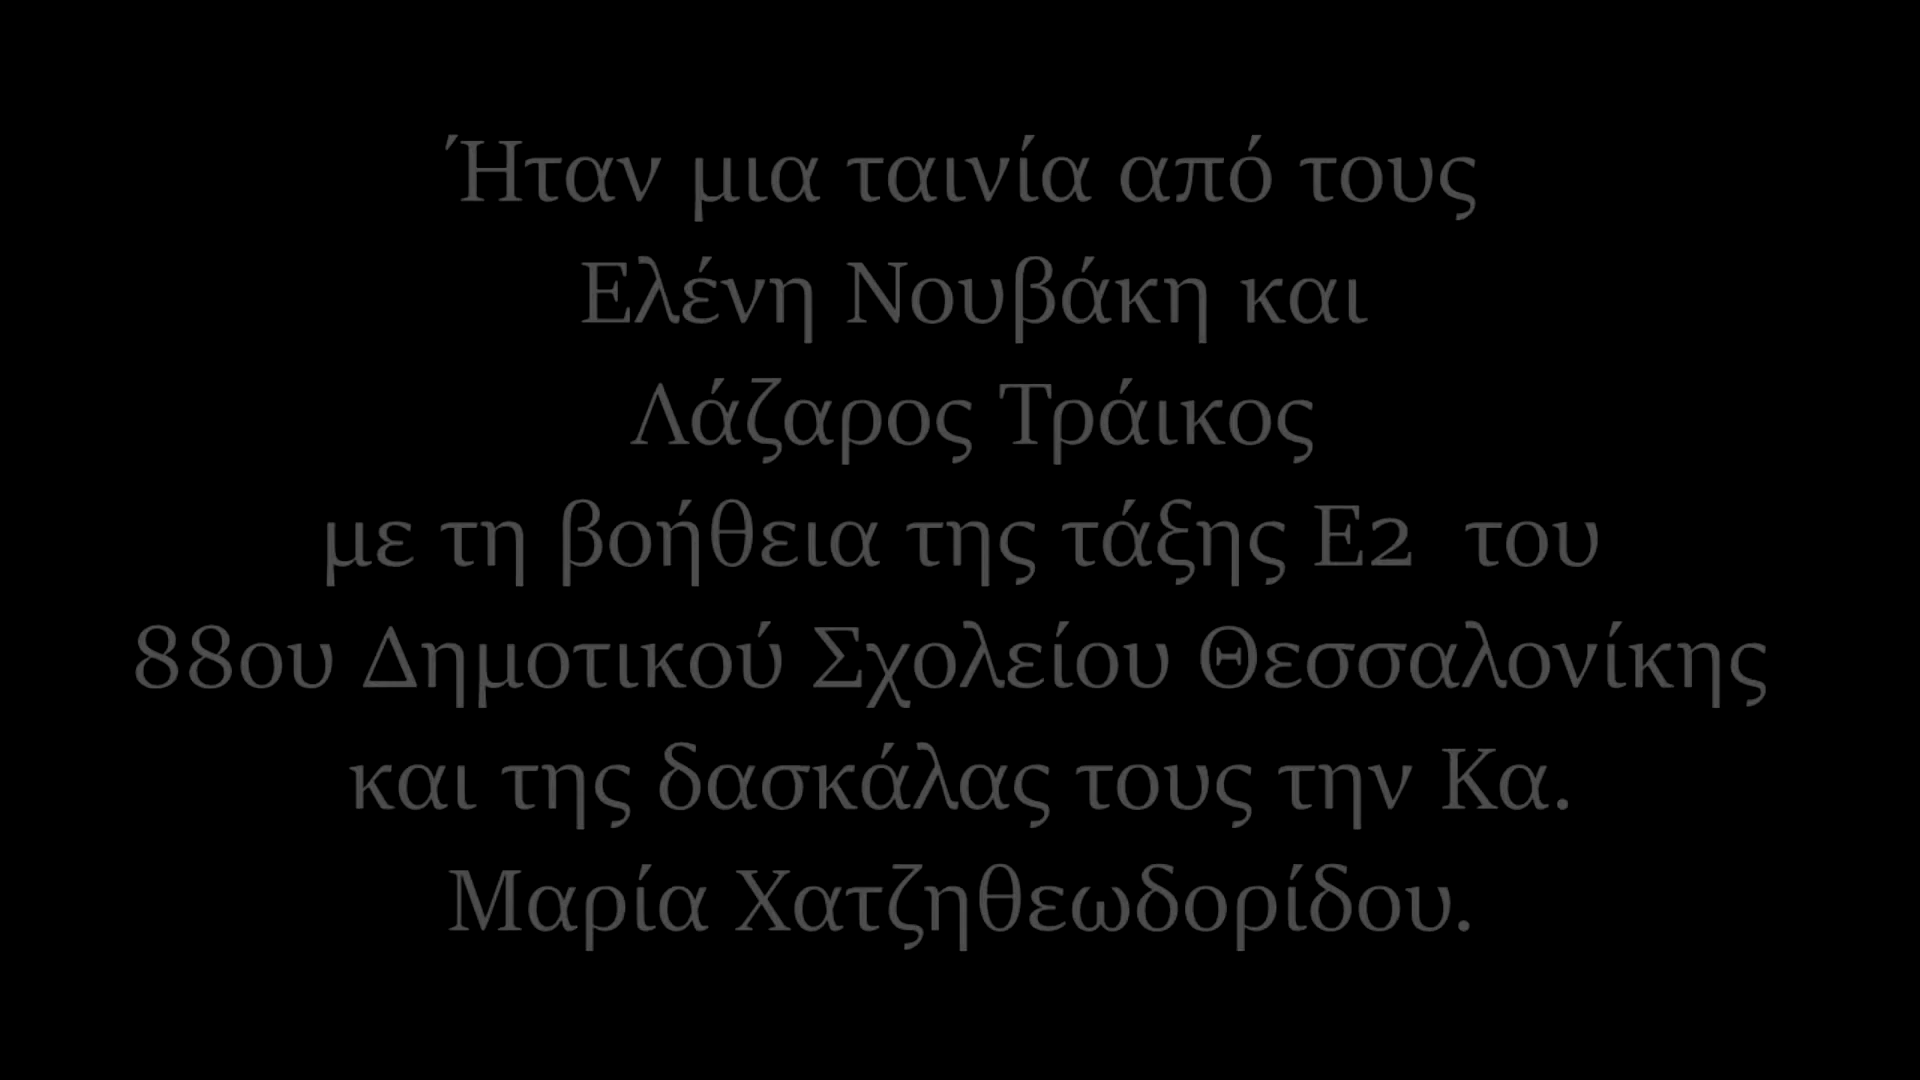 Ήταν μια ταινία από τους
Ελένη Νουβάκη και
Λάζαρος Τράικος
με τη βοήθεια της τάξης Ε2  του
88ου Δημοτικού Σχολείου Θεσσαλονίκης
και της δασκάλας τους την Κα.
Μαρία Χατζηθεωδορίδου.